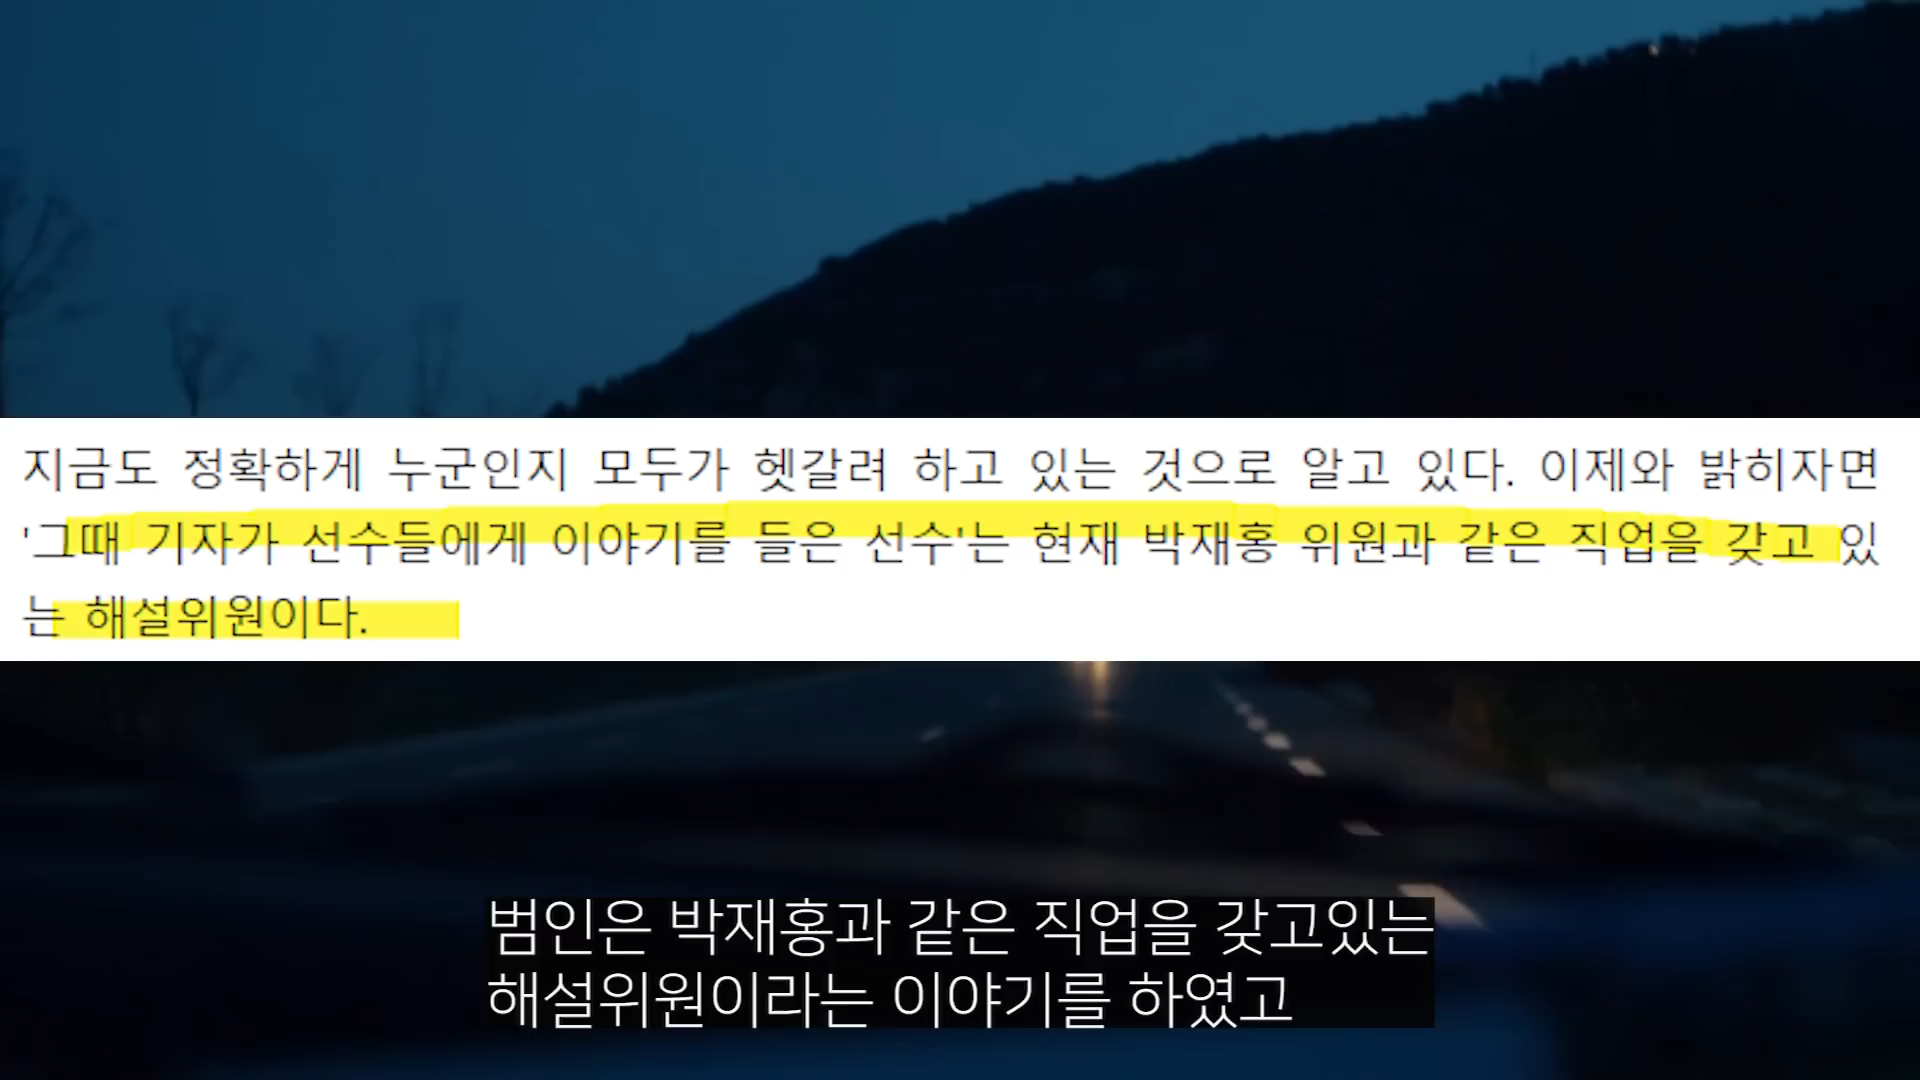 지금도 정확하게 누군인지 모두가 헷갈려 하고 있는 것으로 알고 있다. 이제와 밝히자면
'그때 기자가 선수들에게 이야기를 들은 선수'는 현재 박재홍 위원과 같은 직업을 갖고 있
는 해설위원이다.
범인은 박재홍과 같은 직업을 갖고있는
해설위원이라는 이야기를 하였고